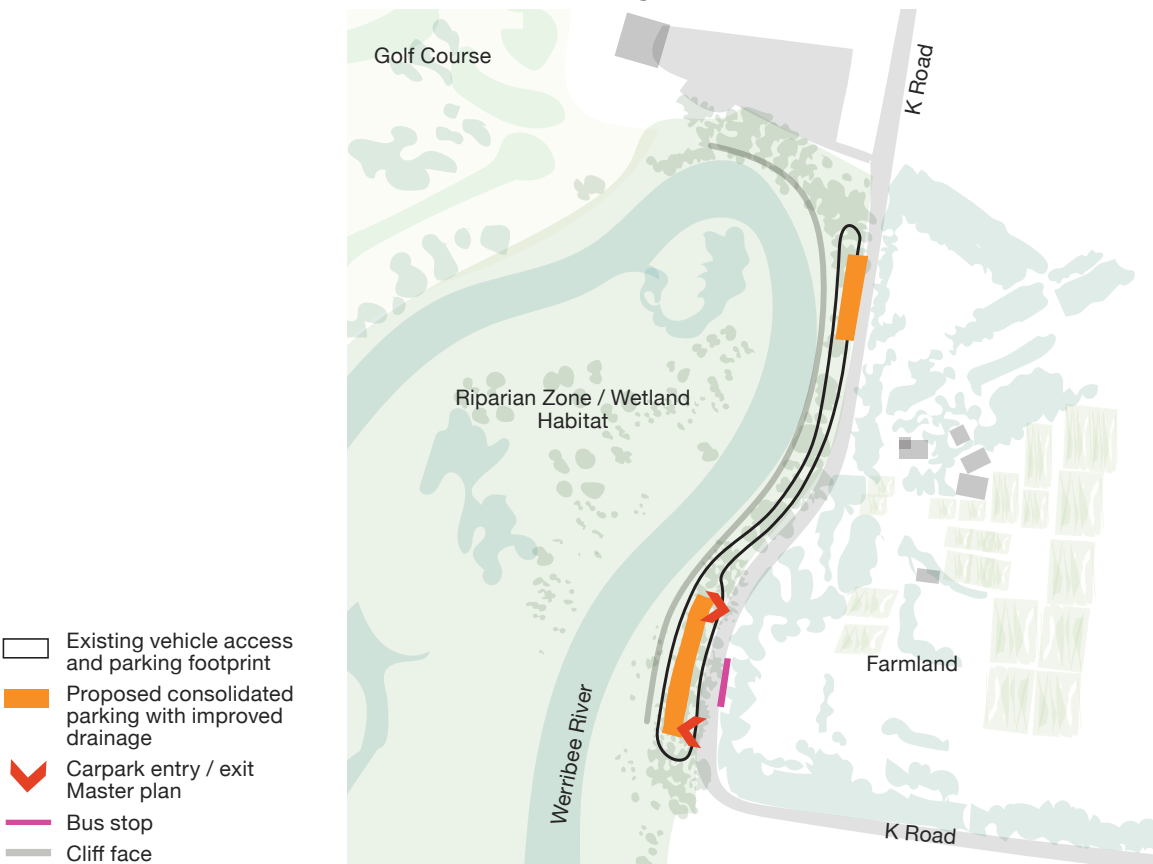 Golf Course
K Road
Riparian Zone / Wetland
Habitat
Farmland
Werribee River
K Road
Existing vehicle access
and parking footprint
Proposed consolidated
parking with improved
drainage
Carpark entry / exit
Master plan
Bus stop
Cliff face